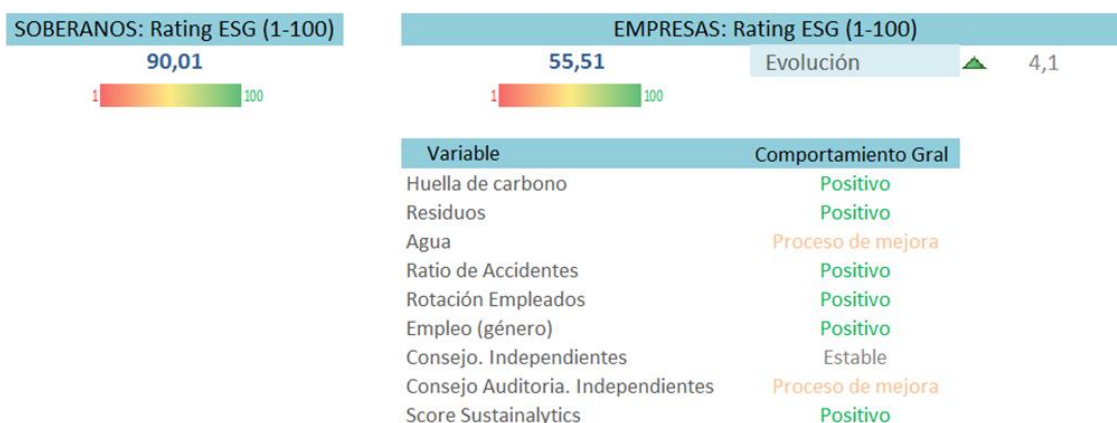 SOBERANOS: Rating ESG (1-100)
90,01
1 100
EMPRESAS: Rating ESG (1-100)
55,51 Evolución 4,1
1 100
Variable Comportamiento Gral
Huella de carbono Positivo
Residuos Positivo
Agua Proceso de mejora
Ratio de Accidentes Positivo
Rotación Empleados Positivo
Empleo (género) Positivo
Consejo. Independientes Estable
Consejo Auditoria. Independientes Proceso de mejora
Score Sustainalytics Positivo